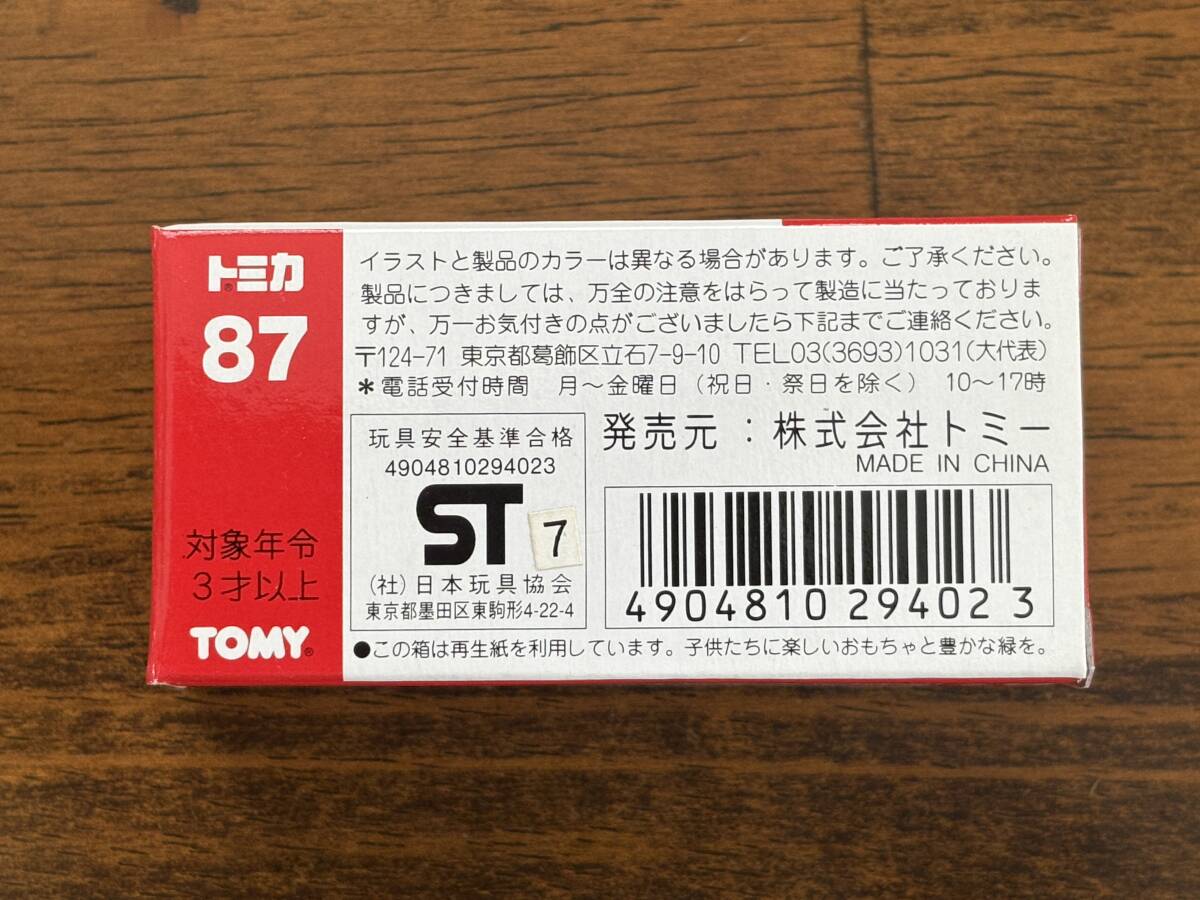 トミカ®
87
対象年令
3才以上
TOMY®
イラストと製品のカラーは異なる場合があります。ご了承ください。
製品につきましては、万全の注意をはらって製造に当たっておりま
すが、万一お気付きの点がございましたら下記までご連絡ください。
〒124-71 東京都葛飾区立石7-9-10 TEL03(3693)1031(大代表)
*電話受付時間 月〜金曜日(祝日・祭日を除く) 10〜17時
玩具安全基準合格
4904810294023
ST 7
(社)日本玩具協会
東京都墨田区東駒形4-22-4
発売元:株式会社トミー
MADE IN CHINA
4904810 29402 3
●この箱は再生紙を利用しています。子供たちに楽しいおもちゃと豊かな緑を。